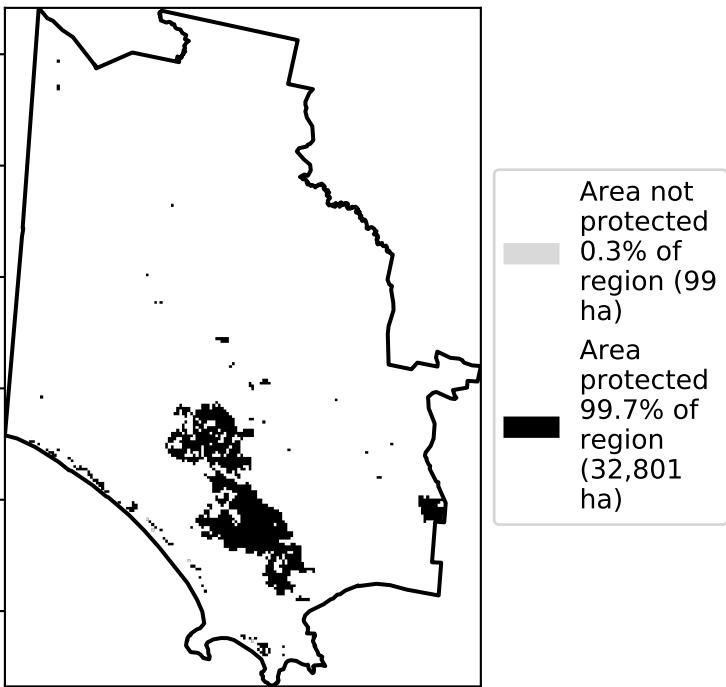 Area not
protected
0.3% of
region (99
ha)
Area
protected
99.7% of
region
(32,801
ha)